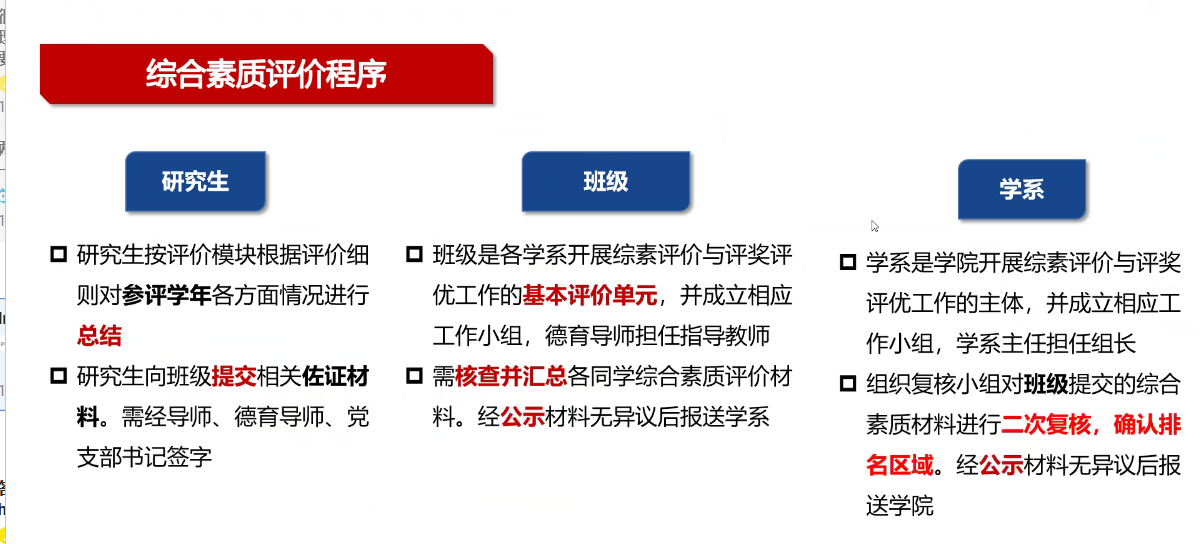 综合素质评价程序
研究生
研究生按评价模块根据评价细
则对参评学年各方面情况进行
总结
研究生向班级提交相关佐证材
料。需经导师、德育导师、党
支部书记签字
班级
班级是各学系开展综素评价与评奖评
优工作的基本评价单元，并成立相应
工作小组，德育导师担任指导教师
需核查并汇总各同学综合素质评价材
料。经公示材料无异议后报送学系
学系
学系是学院开展综素评价与评奖
评优工作的主体，并成立相应工
作小组，学系主任担任组长
组织复核小组对班级提交的综合
素质材料进行二次复核，确认排
名区域。经公示材料无异议后报
送学院